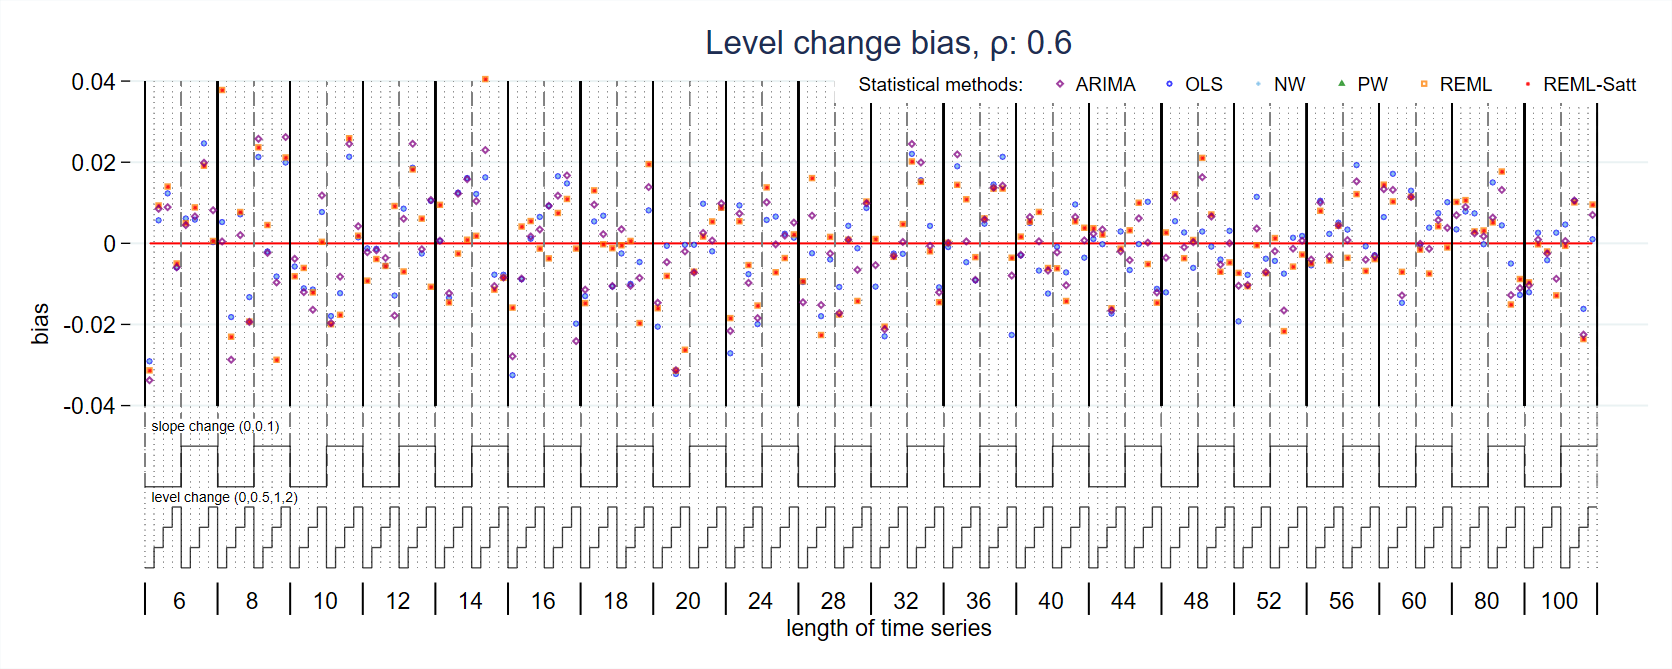 Level change bias, ρ: 0.6
Statistical methods: ARIMA OLS NW PW REML REML-Satt
0.04
0.02
0
-0.02
-0.04
bias
slope change (0,0.1)
level change (0,0.5,1,2)
6 8 10 12 14 16 18 20 24 28 32 36 40 44 48 52 56 60 80 100
length of time series